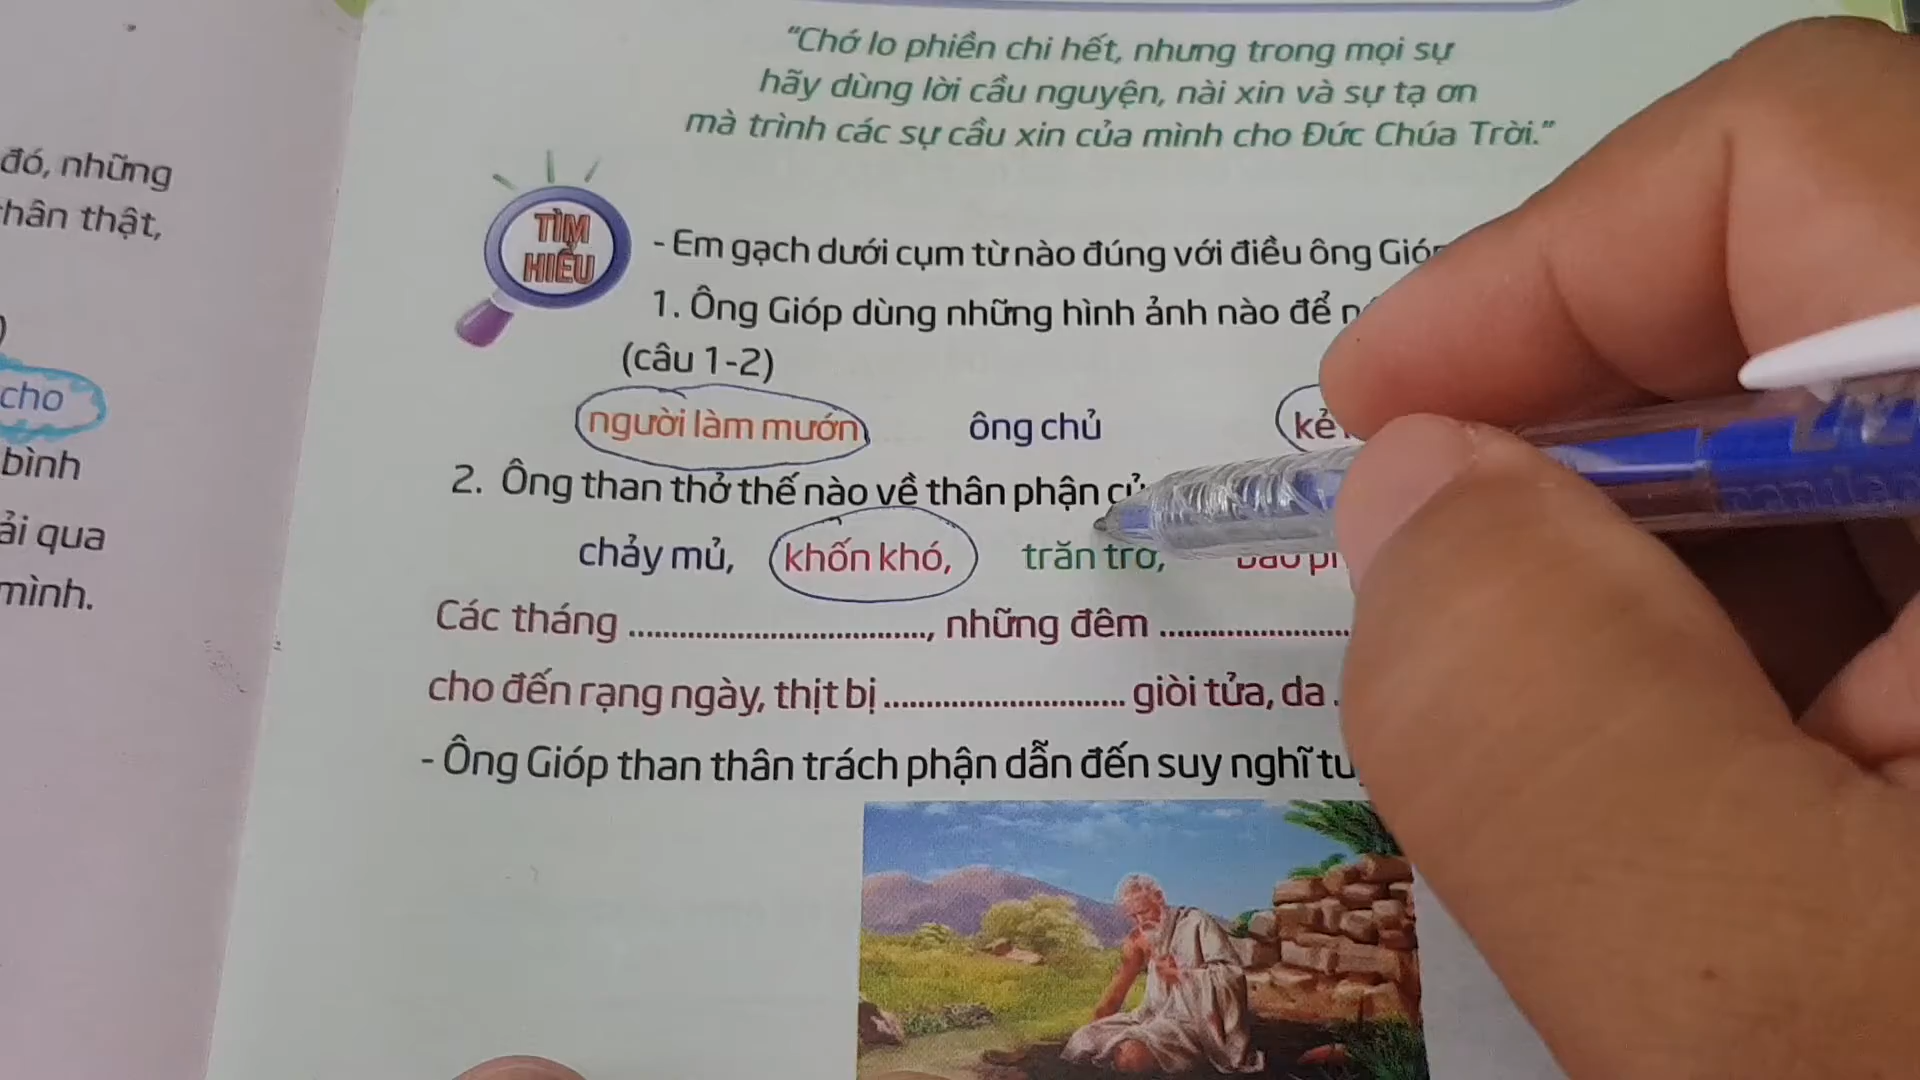 đó, những
thân thật,
cho
bình
ải qua
mình.
“Chớ lo phiền chi hết, nhưng trong mọi sự
hãy dùng lời cầu nguyện, nài xin và sự tạ ơn
mà trình các sự cầu xin của mình cho Đức Chúa Trời.”
TÌM
HIỂU
- Em gạch dưới cụm từ nào đúng với điều ông Gióp
1. Ông Gióp dùng những hình ảnh nào để
(câu 1-2)
người làm mướn ông chủ kẻ
2. Ông than thở thế nào về thân phận
chảy mủ, khốn khó, trăn trở,
Các tháng ..................................., những đêm .......................
cho đến rạng ngày, thịt bị ............................. giòi tửa, da .
- Ông Gióp than thân trách phận dẫn đến suy nghĩ